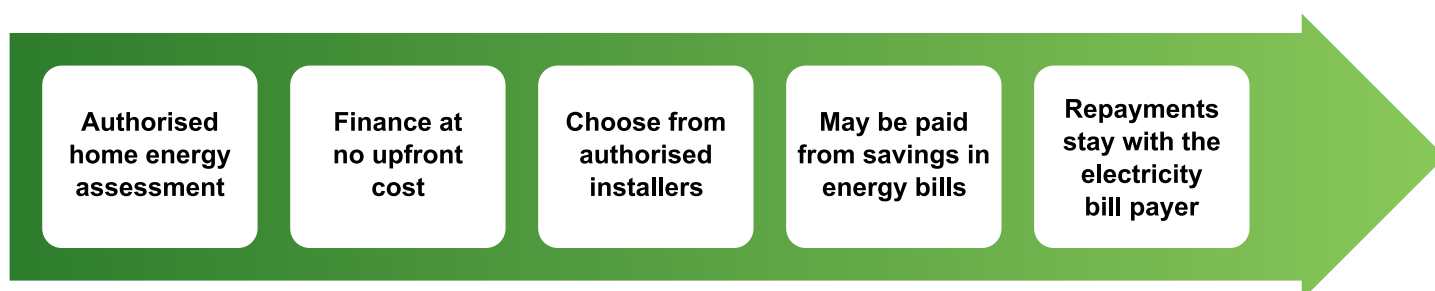 Authorised
home energy
assessment
Finance at
no upfront
cost
Choose from
authorised
installers
May be paid
from savings in
energy bills
Repayments
stay with the
electricity
bill payer